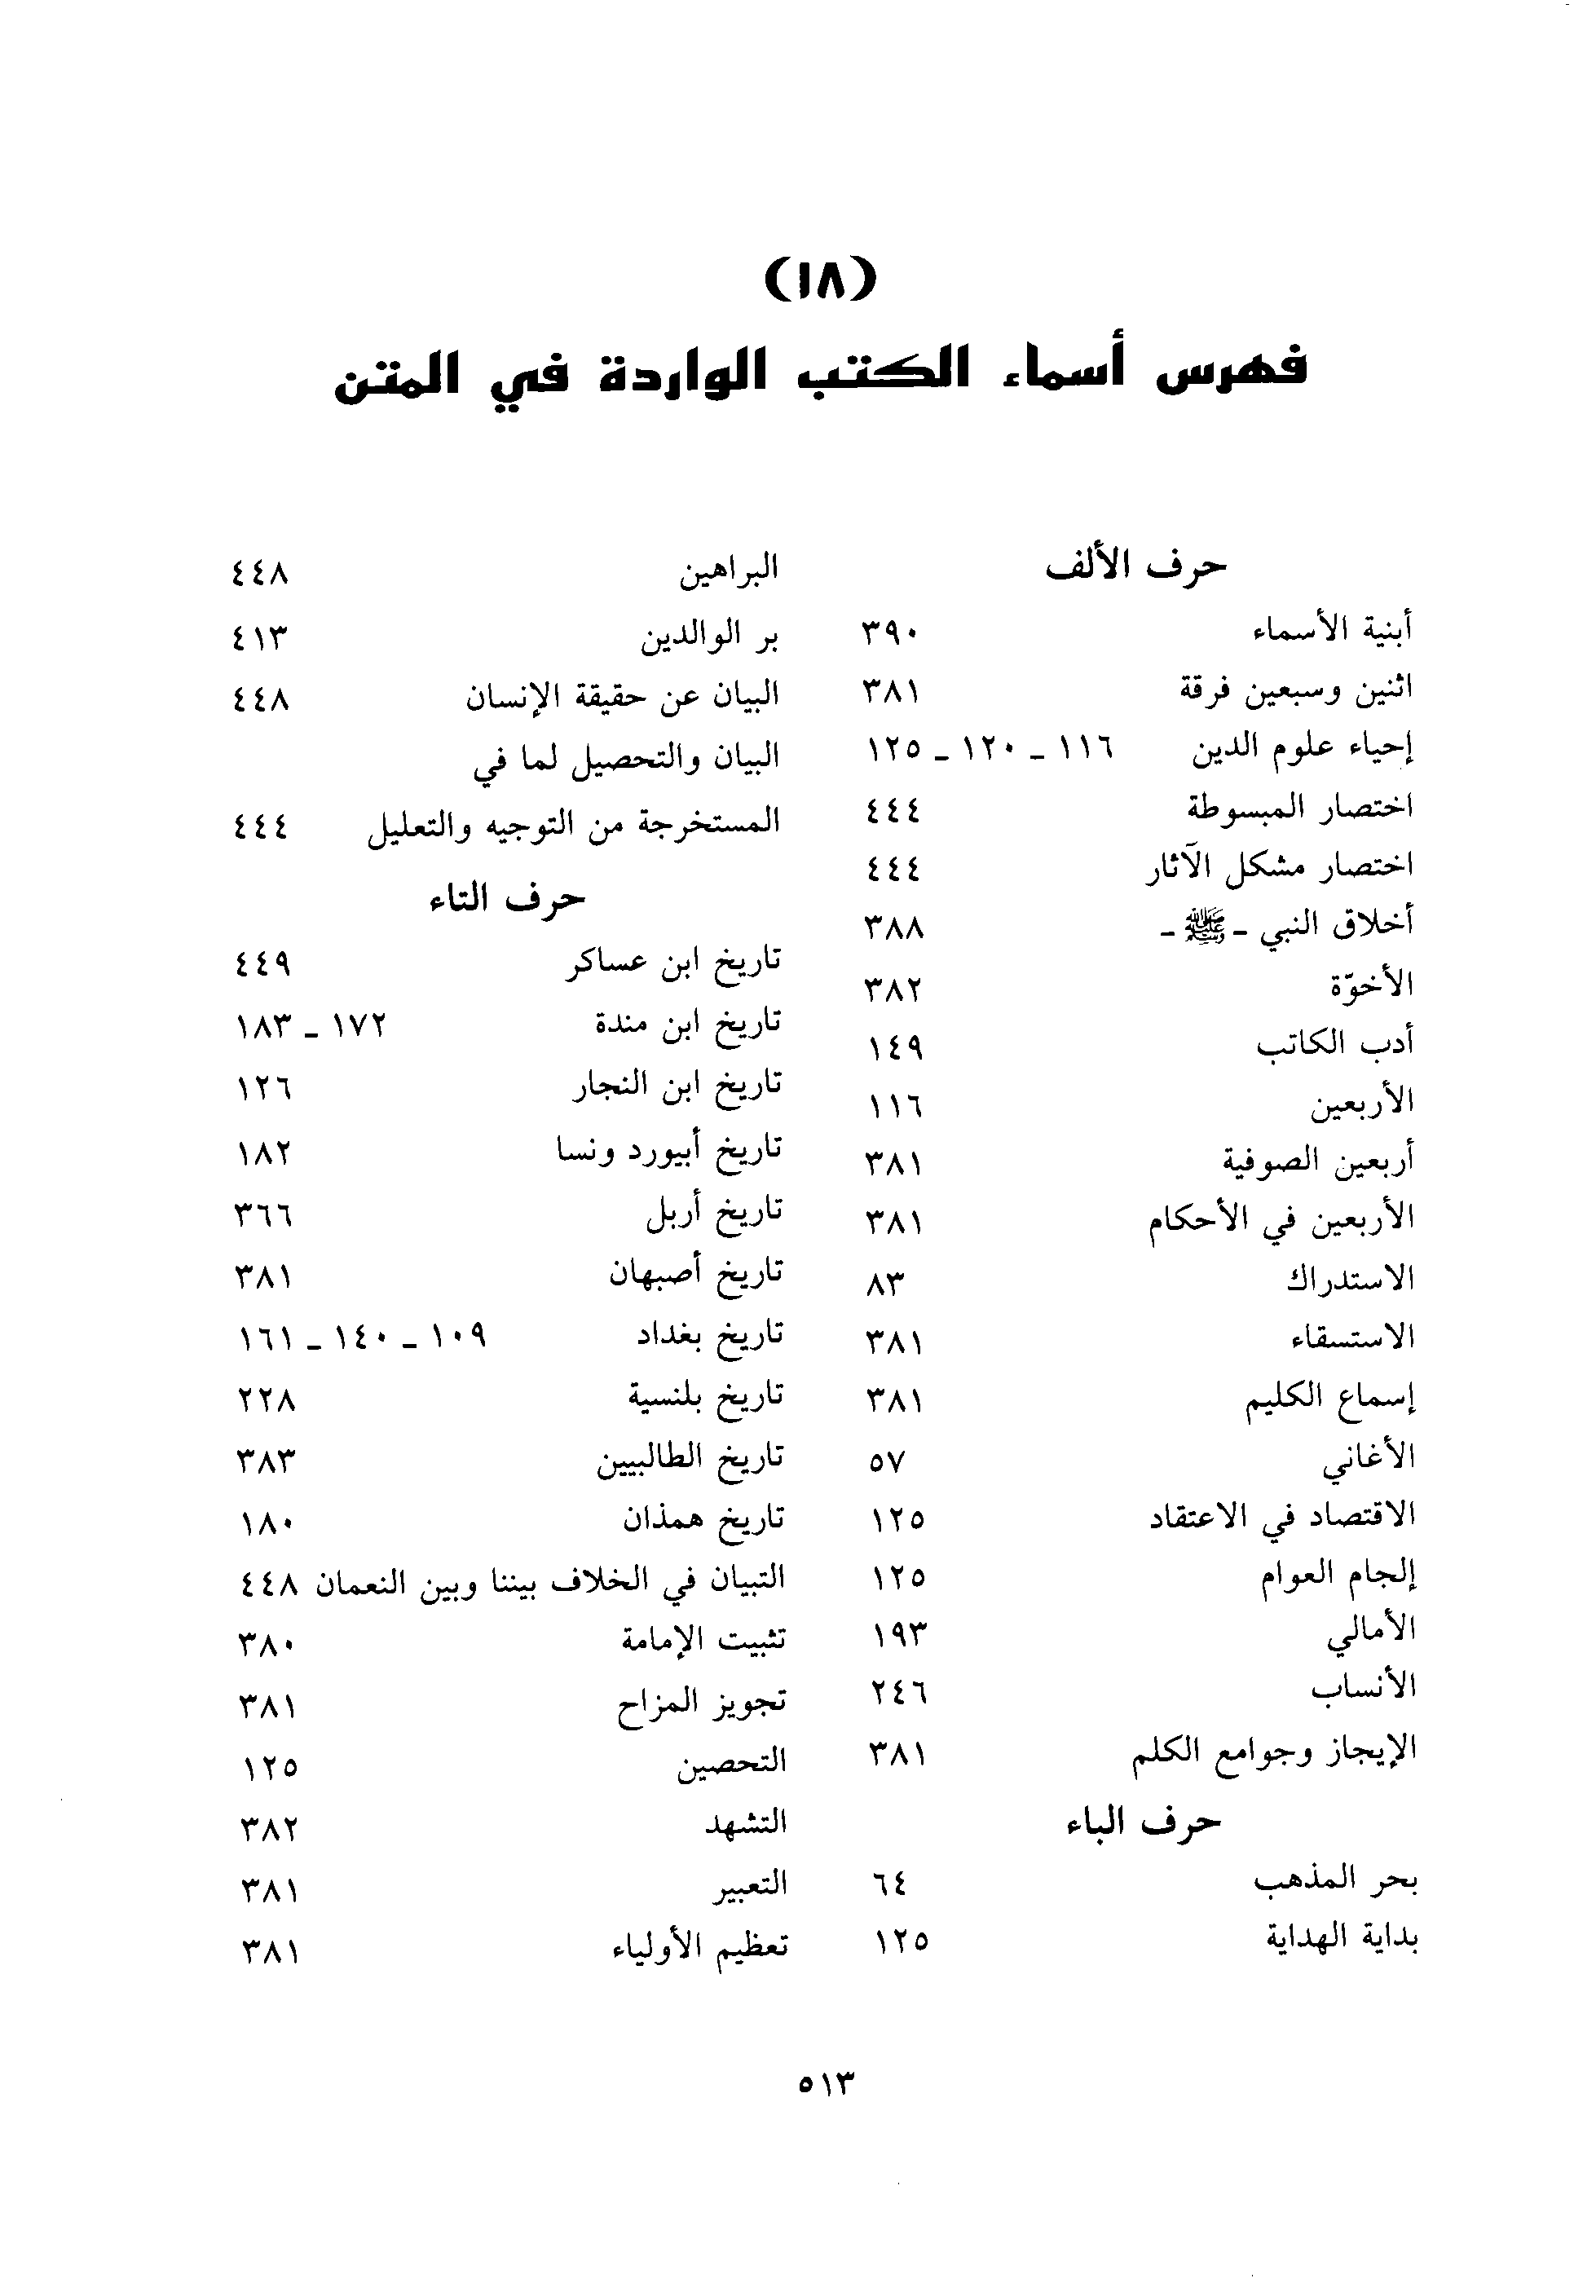 (١٨)
فهرس أسماء الكتب الواردة في المتن
حرف الألف
أبنية الأسماء ٣٩٠
اثنين وسبعين فرقة ٣٨١
إحياء علوم الدين ١١٦ ـ ١٢٠ ـ ١٢٥
اختصار المبسوطة ٤٤٤
اختصار مشكل الآثار ٤٤٤
أخلاق النبي ـ ﷺ ـ ٣٨٨
الأخوّة ٣٨٢
أدب الكاتب ١٤٩
الأربعين ١١٦
أربعين الصوفية ٣٨١
الأربعين في الأحكام ٣٨١
الاستدراك ٨٣
الاستسقاء ٣٨١
إسماع الكليم ٣٨١
الأغاني ٥٧
الاقتصاد في الاعتقاد ١٢٥
إلجام العوام ١٢٥
الأمالي ١٩٣
الأنساب ٢٤٦
الإيجاز وجوامع الكلم ٣٨١
حرف الباء
بحر المذهب ٦٤
بداية الهداية ١٢٥
البراهين ٤٤٨
بر الوالدين ٤١٣
البيان عن حقيقة الإنسان ٤٤٨
البيان والتحصيل لما في
المستخرجة من التوجيه والتعليل ٤٤٤
حرف التاء
تاريخ ابن عساكر ٤٤٩
تاريخ ابن مندة ١٧٢ ـ ١٨٣
تاريخ ابن النجار ١٢٦
تاريخ أبيورد ونسا ١٨٢
تاريخ أربل ٣٦٦
تاريخ أصبهان ٣٨١
تاريخ بغداد ١٠٩ ـ ١٤٠ ـ ١٦١
تاريخ بلنسية ٢٢٨
تاريخ الطالبيين ٣٨٣
تاريخ همذان ١٨٠
التبيان في الخلاف بيننا وبين النعمان ٤٤٨
تثبيت الإمامة ٣٨٠
تجويز المزاح ٣٨١
التحصين ١٢٥
التشهد ٣٨٢
التعبير ٣٨١
تعظيم الأولياء ٣٨١
٥١٣